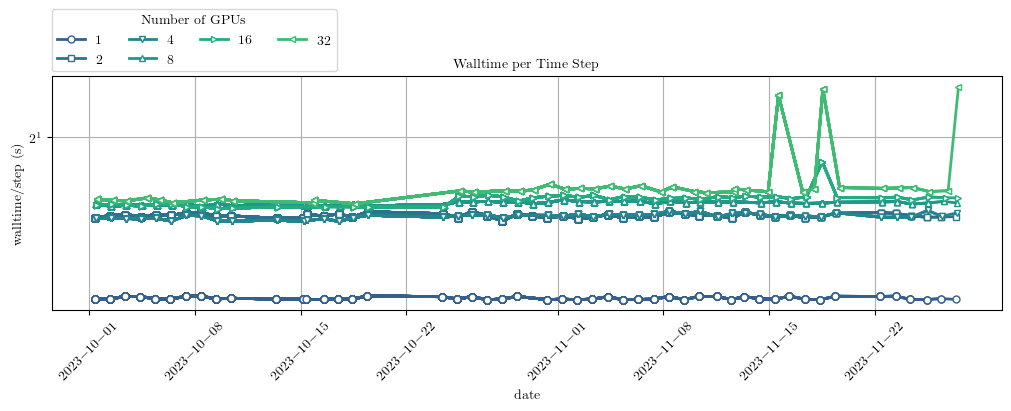 Number of GPUs
1 4 16 32
2 8
Walltime per Time Step
2^1
walltime/step (s)
2023-10-01 2023-10-08 2023-10-15 2023-10-22 2023-11-01 2023-11-08 2023-11-15 2023-11-22
date